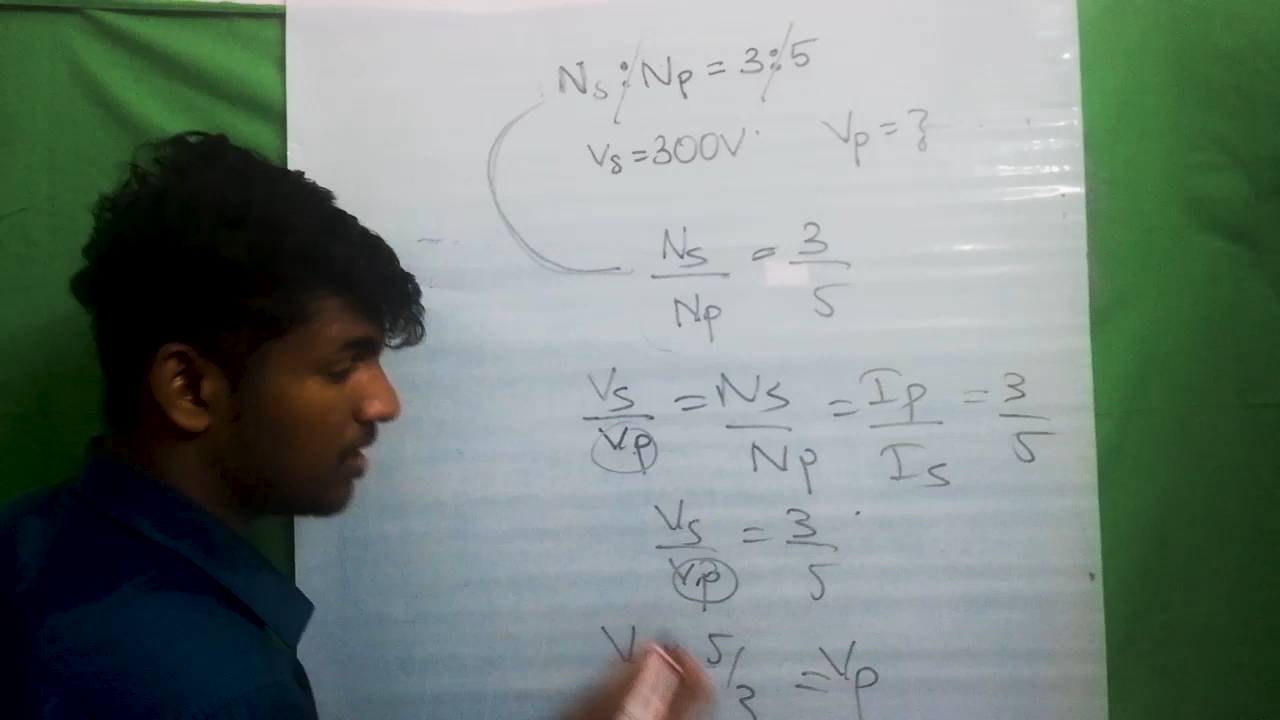 Ns : Np = 3 : 5
Vs = 300V Vp = ?
Ns/Np = 3/5
Vs/Vp = Ns/Np = Ip/Is = 3/5
Vs/Vp = 3/5
V 5/3 = Vp